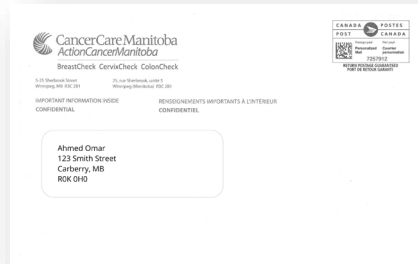 CancerCare Manitoba
ActionCancerManitoba
BreastCheck CervixCheck ColonCheck
5-25 Sherbrook Street
Winnipeg, MB R3C 2B1
25, rue Sherbrook, suite 5
Winnipeg (Manitoba) R3C 2B1
IMPORTANT INFORMATION INSIDE
CONFIDENTIAL
RENSEIGNEMENTS IMPORTANTS À L'INTÉRIEUR
CONFIDENTIEL
CANADA POSTES
POST CANADA
Personalized
Mail
Courrier
personnalisé
7257912
RETURN POSTAGE GUARANTEED
PORT DE RETOUR GARANTI
Ahmed Omar
123 Smith Street
Carberry, MB
R0K 0H0